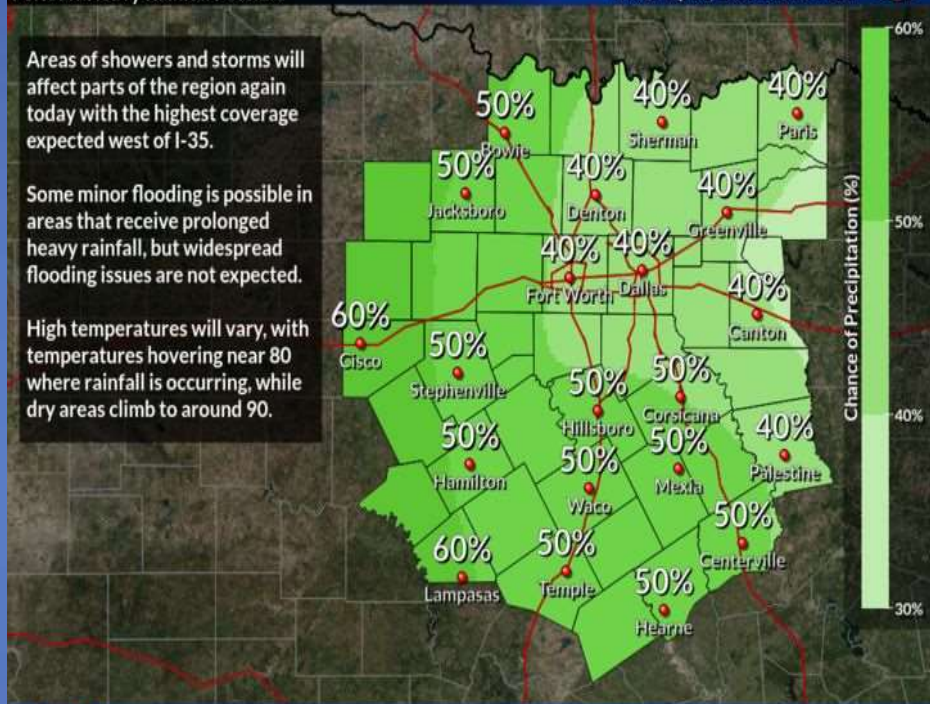 Areas of showers and storms will
affect parts of the region again
today with the highest coverage
expected west of I-35.
Some minor flooding is possible in
areas that receive prolonged
heavy rainfall, but widespread
flooding issues are not expected.
High temperatures will vary, with
temperatures hovering near 80
where rainfall is occurring, while
dry areas climb to around 90.
50%
Bowie
40%
Sherman
40%
Paris
50%
Jacksboro
40%
Denton
40%
Greenville
40%
Fort Worth
40%
Dallas
40%
Canton
60%
Cisco
50%
Stephenville
50%
Hillsboro
50%
Corsicana
50%
Hamilton
50%
Waco
50%
Mexia
40%
Palestine
50%
Centerville
60%
Lampasas
50%
Temple
50%
Hearne
Chance of Precipitation (%)
60%
50%
40%
30%